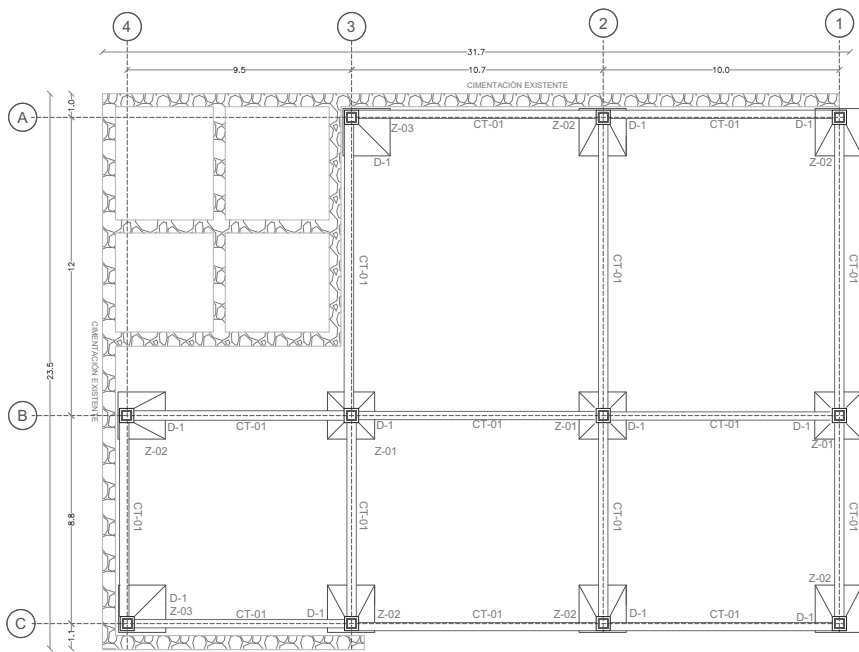 4
3
2
1
31.7
9.5
10.7
10.0
CIMENTACIÓN EXISTENTE
1.0
A
Z-03
CT-01
Z-02
D-1
CT-01
D-1
D-1
Z-02
12
CT-01
CT-01
CT-01
23.5
CIMENTACIÓN EXISTENTE
B
D-1
CT-01
D-1
CT-01
D-1
CT-01
D-1
Z-02
Z-01
Z-01
Z-01
8.8
CT-01
CT-01
CT-01
CT-01
Z-02
D-1
Z-03
CT-01
D-1
Z-02
CT-01
Z-02
D-1
CT-01
D-1
C
1.1